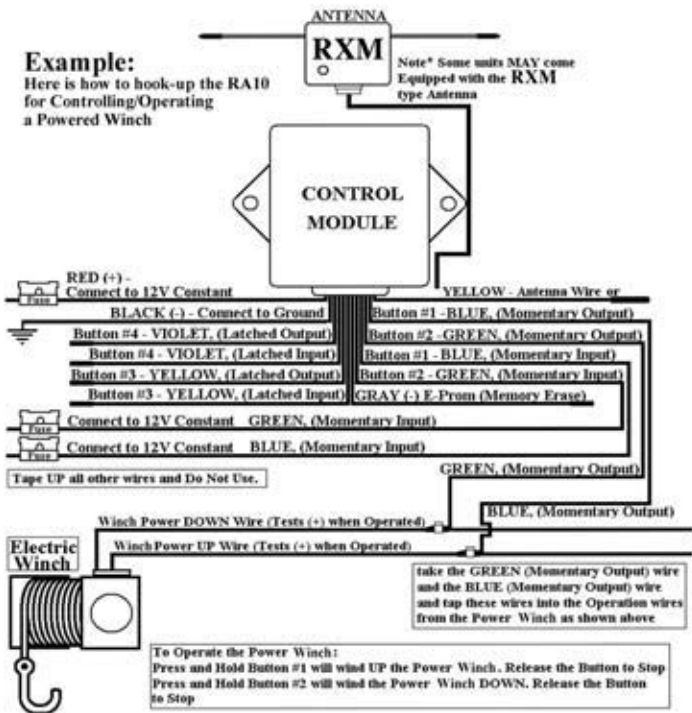 ANTENNA
RXM
Example:
Here is how to hook-up the RA10
for Controlling/Operating
a Powered Winch
Note* Some units MAY come
Equipped with the RXM
type Antenna
CONTROL
MODULE
RED (+) -
Connect to 12V Constant
Fuse
YELLOW - Antenna Wire or
BLACK (-) - Connect to Ground
Button #1 -BLUE, (Momentary Output)
Button #4 - VIOLET, (Latched Output)
Button #2 -GREEN, (Momentary Output)
Button #4 - VIOLET, (Latched Input)
Button #1 - BLUE, (Momentary Input)
Button #3 - YELLOW, (Latched Output)
Button #2 - GREEN, (Momentary Input)
Button #3 - YELLOW, (Latched Input)
GRAY (-) E-Prom (Memory Erase)
Connect to 12V Constant GREEN, (Momentary Input)
Fuse
Connect to 12V Constant BLUE, (Momentary Input)
Fuse
GREEN, (Momentary Output)
Tape UP all other wires and Do Not Use.
BLUE, (Momentary Output)
Winch Power DOWN Wire (Tests (+) when Operated)
Winch Power UP Wire (Tests (+) when Operated)
Electric
Winch
take the GREEN (Momentary Output) wire
and the BLUE (Momentary Output) wire
and tap these wires into the Operation wires
from the Power Winch as shown above
To Operate the Power Winch:
Press and Hold Button #1 will wind UP the Power Winch. Release the Button to Stop
Press and Hold Button #2 will wind the Power Winch DOWN. Release the Button
to Stop